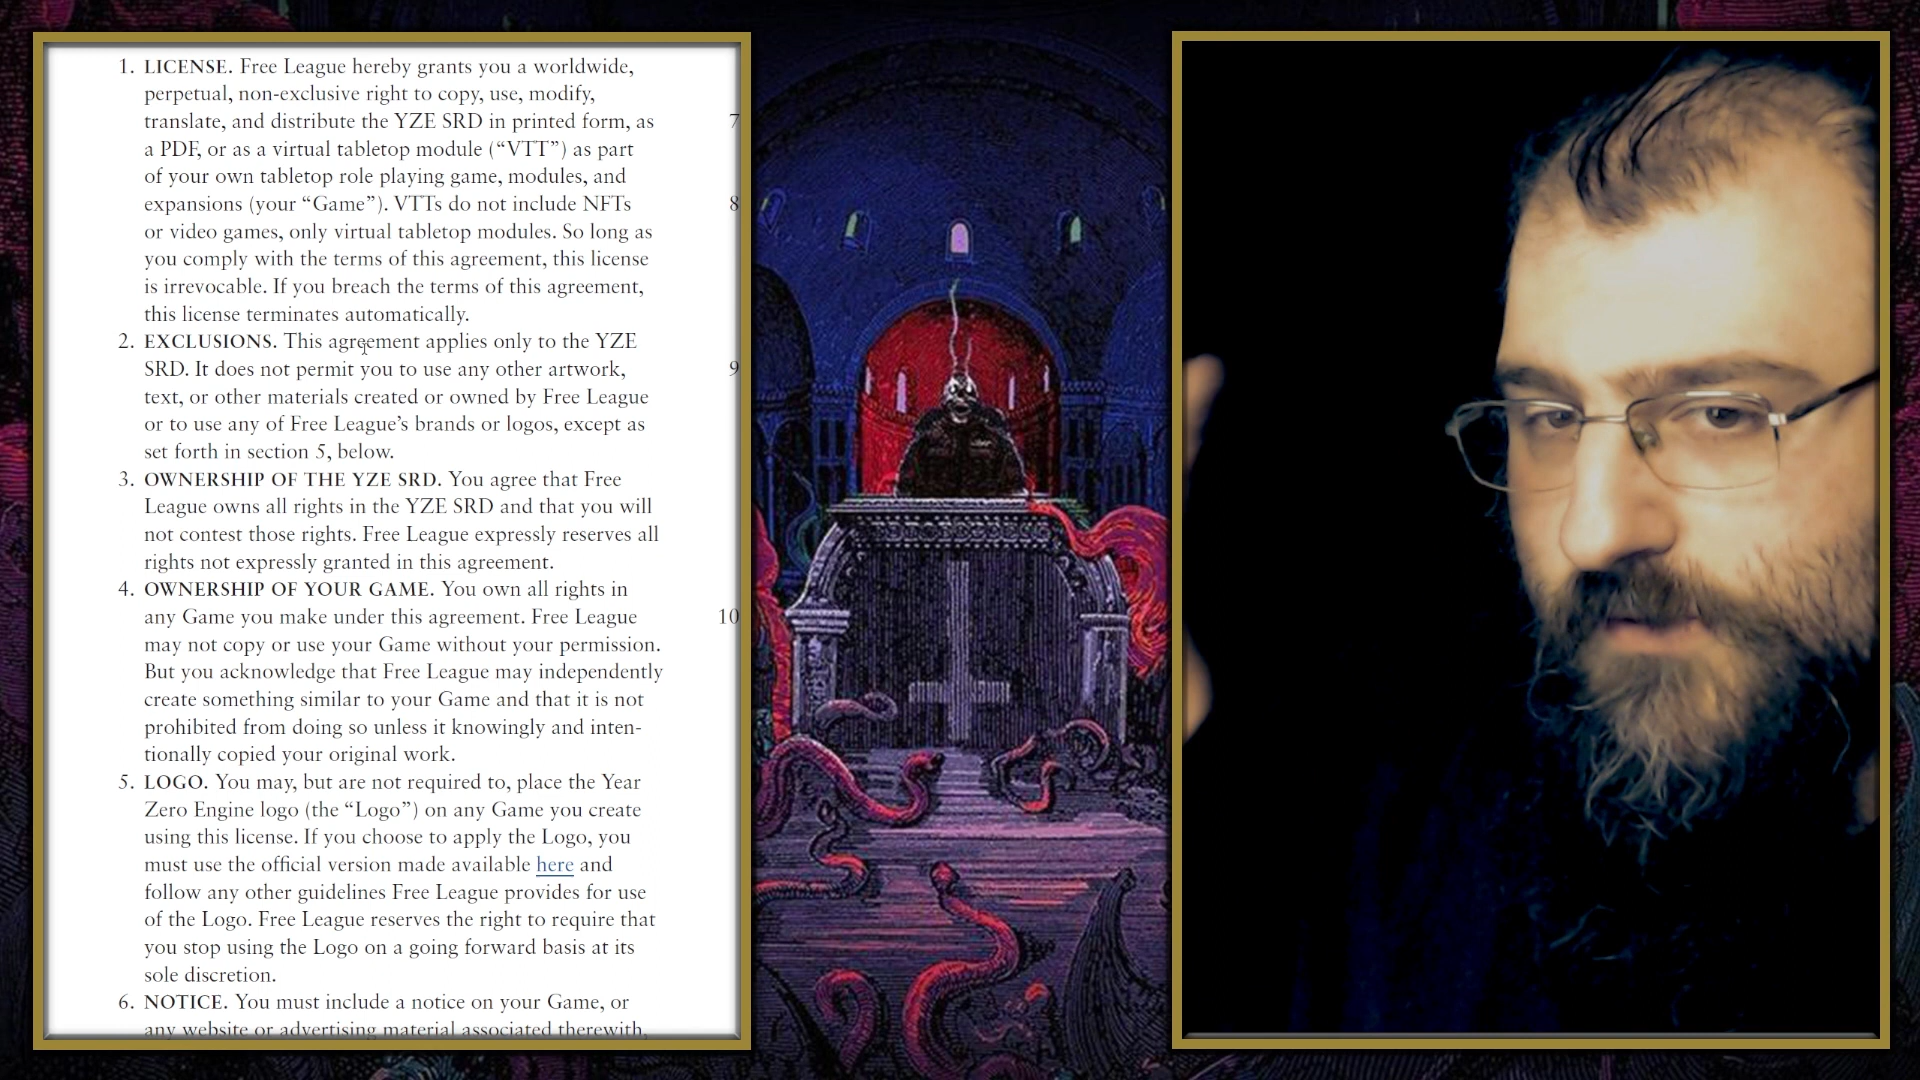 1. LICENSE. Free League hereby grants you a worldwide,
perpetual, non-exclusive right to copy, use, modify,
translate, and distribute the YZE SRD in printed form, as
a PDF, or as a virtual tabletop module (“VTT”) as part
of your own tabletop role playing game, modules, and
expansions (your “Game”). VTTs do not include NFTs
or video games, only virtual tabletop modules. So long as
you comply with the terms of this agreement, this license
is irrevocable. If you breach the terms of this agreement,
this license terminates automatically.
2. EXCLUSIONS. This agreement applies only to the YZE
SRD. It does not permit you to use any other artwork,
text, or other materials created or owned by Free League
or to use any of Free League’s brands or logos, except as
set forth in section 5, below.
3. OWNERSHIP OF THE YZE SRD. You agree that Free
League owns all rights in the YZE SRD and that you will
not contest those rights. Free League expressly reserves all
rights not expressly granted in this agreement.
4. OWNERSHIP OF YOUR GAME. You own all rights in
any Game you make under this agreement. Free League
may not copy or use your Game without your permission.
But you acknowledge that Free League may independently
create something similar to your Game and that it is not
prohibited from doing so unless it knowingly and inten-
tionally copied your original work.
5. LOGO. You may, but are not required to, place the Year
Zero Engine logo (the “Logo”) on any Game you create
using this license. If you choose to apply the Logo, you
must use the official version made available here and
follow any other guidelines Free League provides for use
of the Logo. Free League reserves the right to require that
you stop using the Logo on a going forward basis at its
sole discretion.
6. NOTICE. You must include a notice on your Game, or
any website or advertising material associated therewith,
7
8
9
10